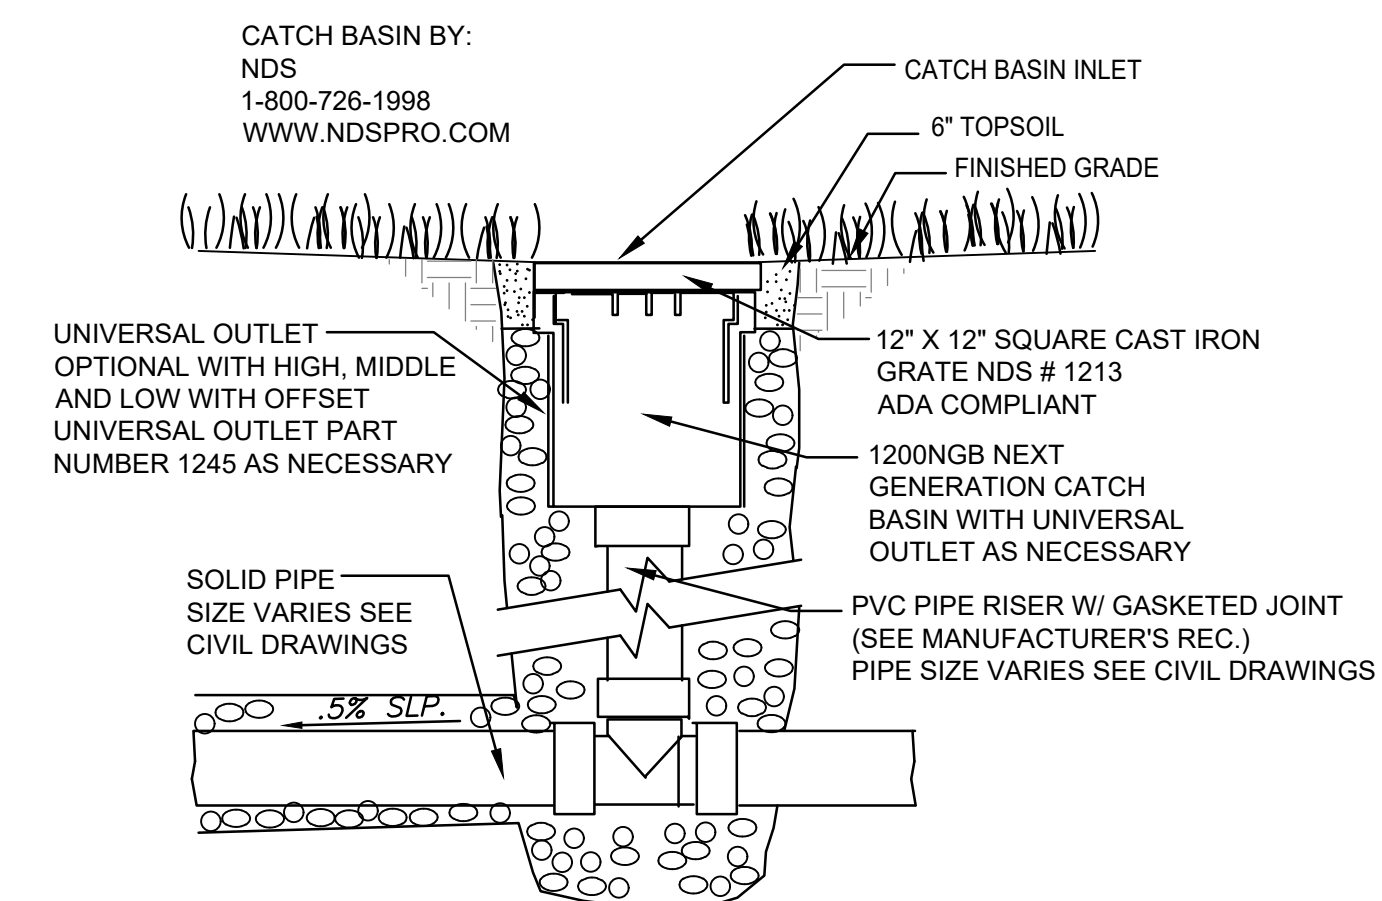 CATCH BASIN BY:
NDS
1-800-726-1998
WWW.NDSPRO.COM
CATCH BASIN INLET
6" TOPSOIL
FINISHED GRADE
UNIVERSAL OUTLET
OPTIONAL WITH HIGH, MIDDLE
AND LOW WITH OFFSET
UNIVERSAL OUTLET PART
NUMBER 1245 AS NECESSARY
12" X 12" SQUARE CAST IRON
GRATE NDS # 1213
ADA COMPLIANT
1200NGB NEXT
GENERATION CATCH
BASIN WITH UNIVERSAL
OUTLET AS NECESSARY
SOLID PIPE
SIZE VARIES SEE
CIVIL DRAWINGS
PVC PIPE RISER W/ GASKETED JOINT
(SEE MANUFACTURER'S REC.)
PIPE SIZE VARIES SEE CIVIL DRAWINGS
.5% SLP.